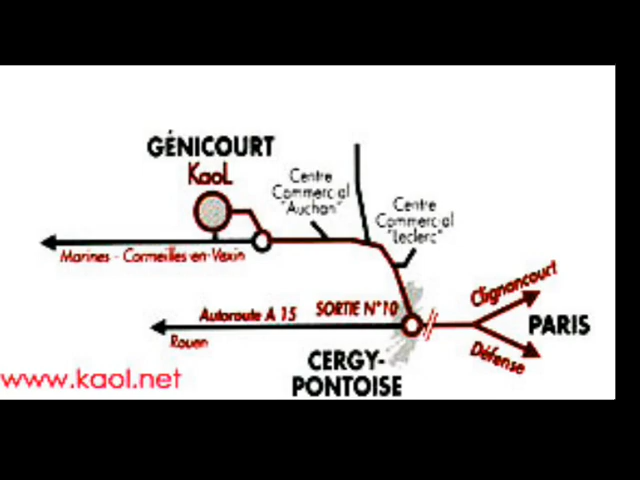 GÉNICOURT
KaoL
Centre
Commercial
"Auchan"
Centre
Commercial
"Leclerc"
Marines - Cormeilles-en-Vexin
Clignancourt
Autoroute A 15
SORTIE N°10
PARIS
Rouen
Défense
CERGY-
PONTOISE
www.kaol.net